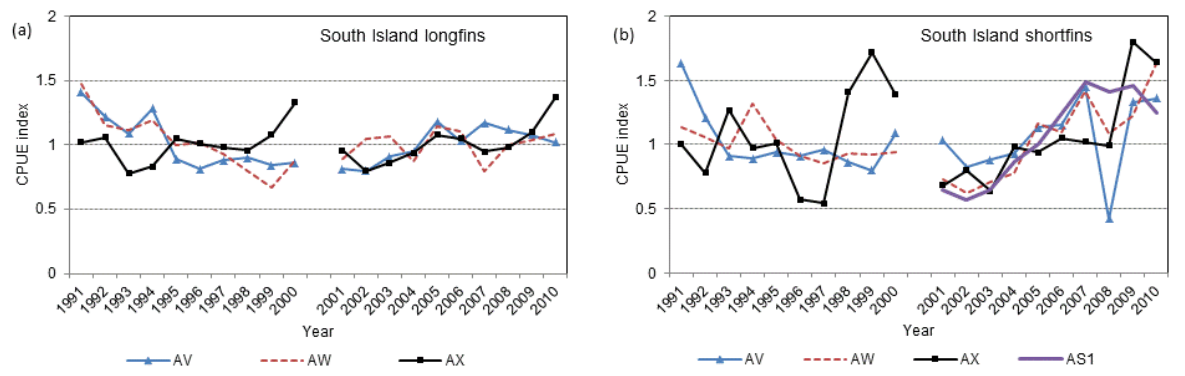 (a)
South Island longfins
CPUE index
2
1.5
1
0.5
0
1991 1992 1993 1994 1995 1996 1997 1998 1999 2000 2001 2002 2003 2004 2005 2006 2007 2008 2009 2010
Year
AV AW AX
(b)
South Island shortfins
CPUE index
2
1.5
1
0.5
0
1991 1992 1993 1994 1995 1996 1997 1998 1999 2000 2001 2002 2003 2004 2005 2006 2007 2008 2009 2010
Year
AV AW AX AS1